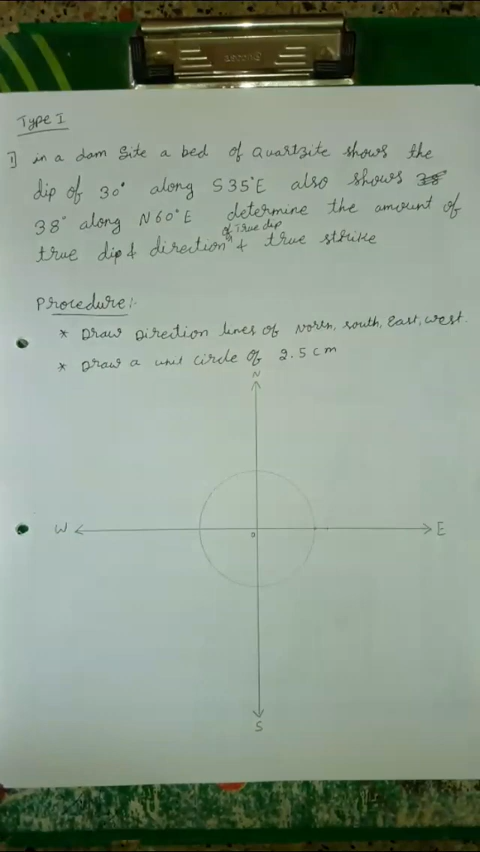 Type I
1] in a dam site a bed of Quartzite shows the
dip of 30° along S35°E also shows
38° along N60°E determine the amount of
true dip & direction of True dip & true strike
Procedure:-
* Draw Direction lines of North, South, East, West.
* Draw a unit circle of 2.5 cm
N
W
o
E
S